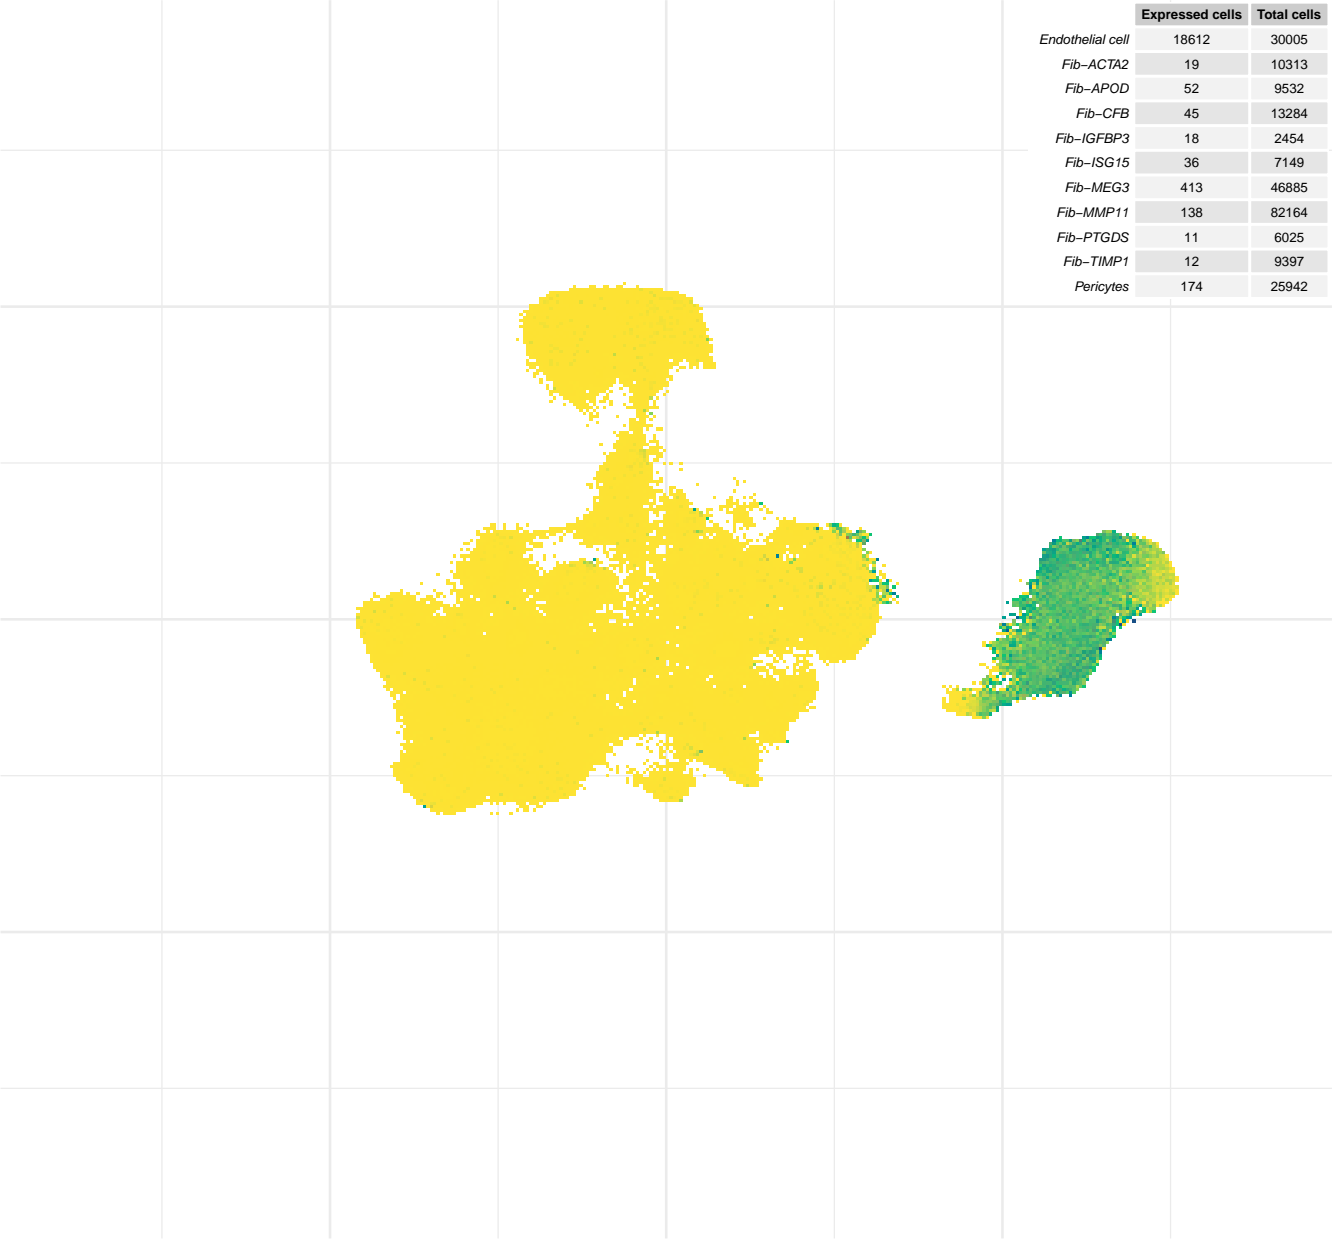 Expressed cells Total cells
Endothelial cell 18612 30005
Fib−ACTA2 19 10313
Fib−APOD 52 9532
Fib−CFB 45 13284
Fib−IGFBP3 18 2454
Fib−ISG15 36 7149
Fib−MEG3 413 46885
Fib−MMP11 138 82164
Fib−PTGDS 11 6025
Fib−TIMP1 12 9397
Pericytes 174 25942